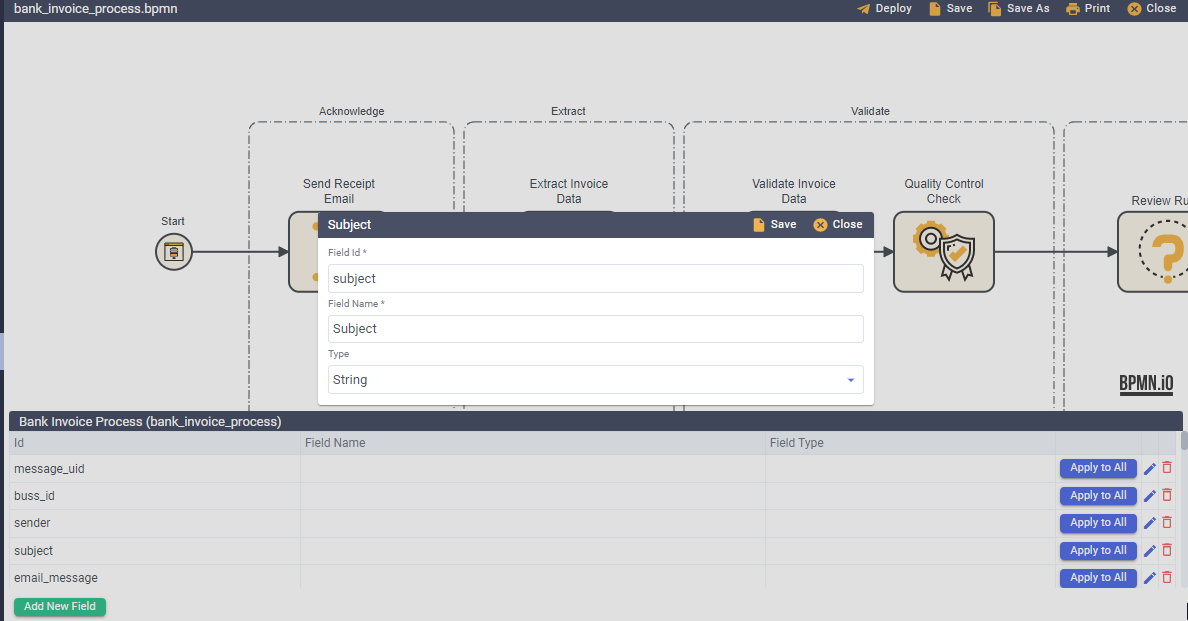 bank_invoice_process.bpmn
Deploy Save Save As Print Close
Acknowledge Extract Validate
Send Receipt
Email
Extract Invoice
Data
Validate Invoice
Data
Quality Control
Check
Start
Subject
Save Close
Field Id *
subject
Field Name *
Subject
Type
String
BPMN.iO
Bank Invoice Process (bank_invoice_process)
Id Field Name Field Type
message_uid Apply to All
buss_id Apply to All
sender Apply to All
subject Apply to All
email_message Apply to All
Add New Field